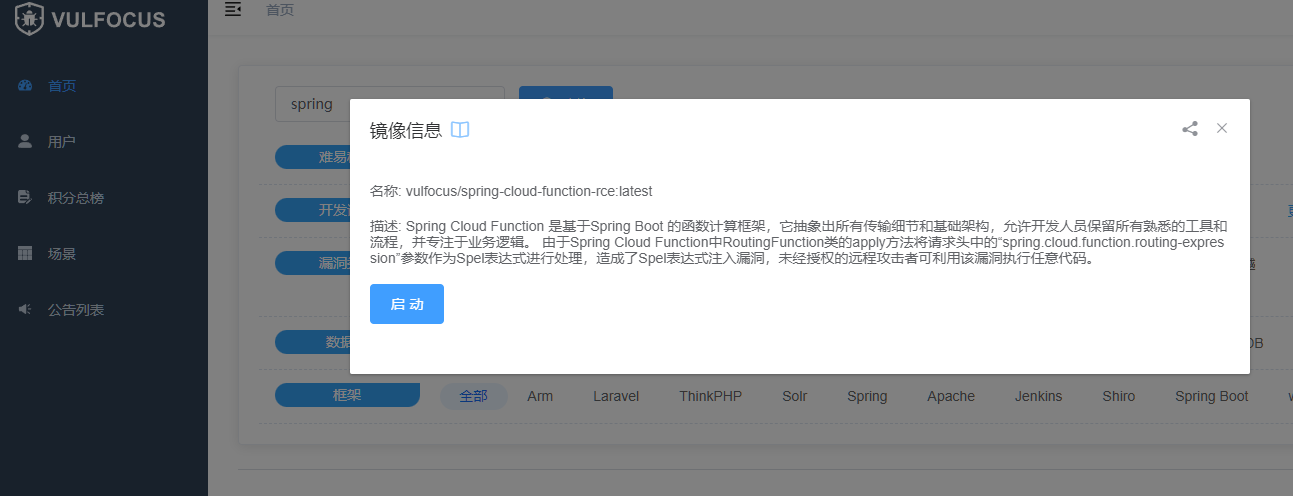 VULFOCUS
首页
首页
用户
积分总榜
场景
公告列表
spring
镜像信息
名称: vulfocus/spring-cloud-function-rce:latest
描述: Spring Cloud Function 是基于Spring Boot 的函数计算框架，它抽象出所有传输细节和基础架构，允许开发人员保留所有熟悉的工具和
流程，并专注于业务逻辑。 由于Spring Cloud Function中RoutingFunction类的apply方法将请求头中的“spring.cloud.function.routing-expres
sion”参数作为Spel表达式进行处理，造成了Spel表达式注入漏洞，未经授权的远程攻击者可利用该漏洞执行任意代码。
启 动
难易
开发
漏洞
数据
框架
全部 Arm Laravel ThinkPHP Solr Spring Apache Jenkins Shiro Spring Boot